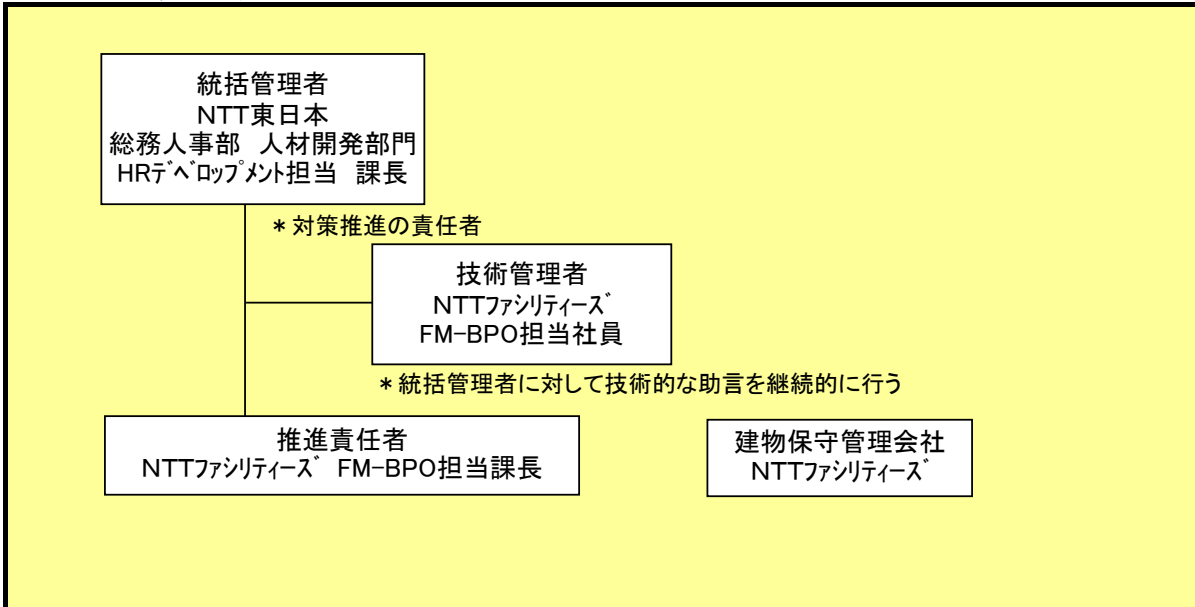 統括管理者
NTT東日本
総務人事部　人材開発部門
HRﾃﾞﾍﾞﾛｯﾌﾟﾒﾝﾄ担当　課長
＊対策推進の責任者
技術管理者
NTTﾌｧｼﾘﾃｨｰｽﾞ
FM-BPO担当社員
＊統括管理者に対して技術的な助言を継続的に行う
推進責任者
NTTﾌｧｼﾘﾃｨｰｽﾞ　FM-BPO担当課長
建物保守管理会社
NTTﾌｧｼﾘﾃｨｰｽﾞ